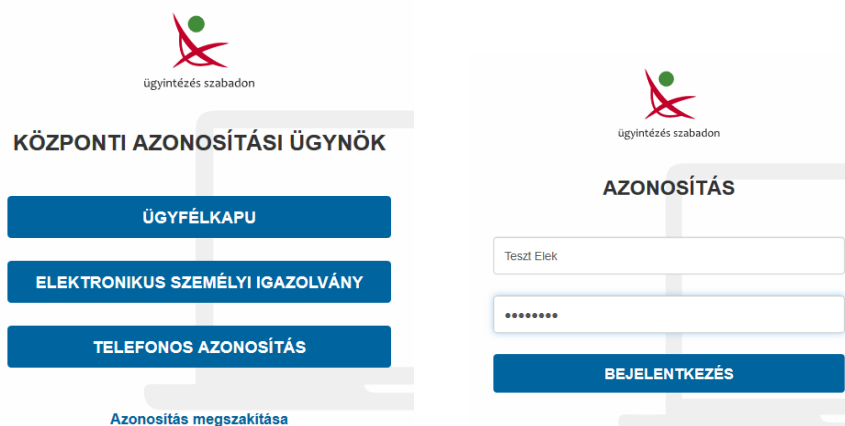 ügyintézés szabadon
KÖZPONTI AZONOSÍTÁSI ÜGYNÖK
ÜGYFÉLKAPU
ELEKTRONIKUS SZEMÉLYI IGAZOLVÁNY
TELEFONOS AZONOSÍTÁS
Azonosítás megszakítása
ügyintézés szabadon
AZONOSÍTÁS
Teszt Elek
••••••••
BEJELENTKEZÉS